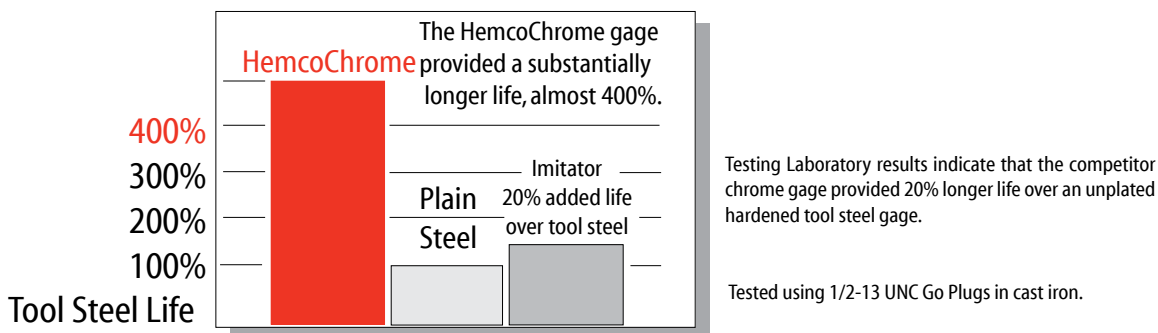 The HemcoChrome gage
HemcoChrome provided a substantially
longer life, almost 400%.
400%
300%
200%
100%
Tool Steel Life
Plain
Steel
Imitator
20% added life
over tool steel
Testing Laboratory results indicate that the competitor
chrome gage provided 20% longer life over an unplated
hardened tool steel gage.
Tested using 1/2-13 UNC Go Plugs in cast iron.